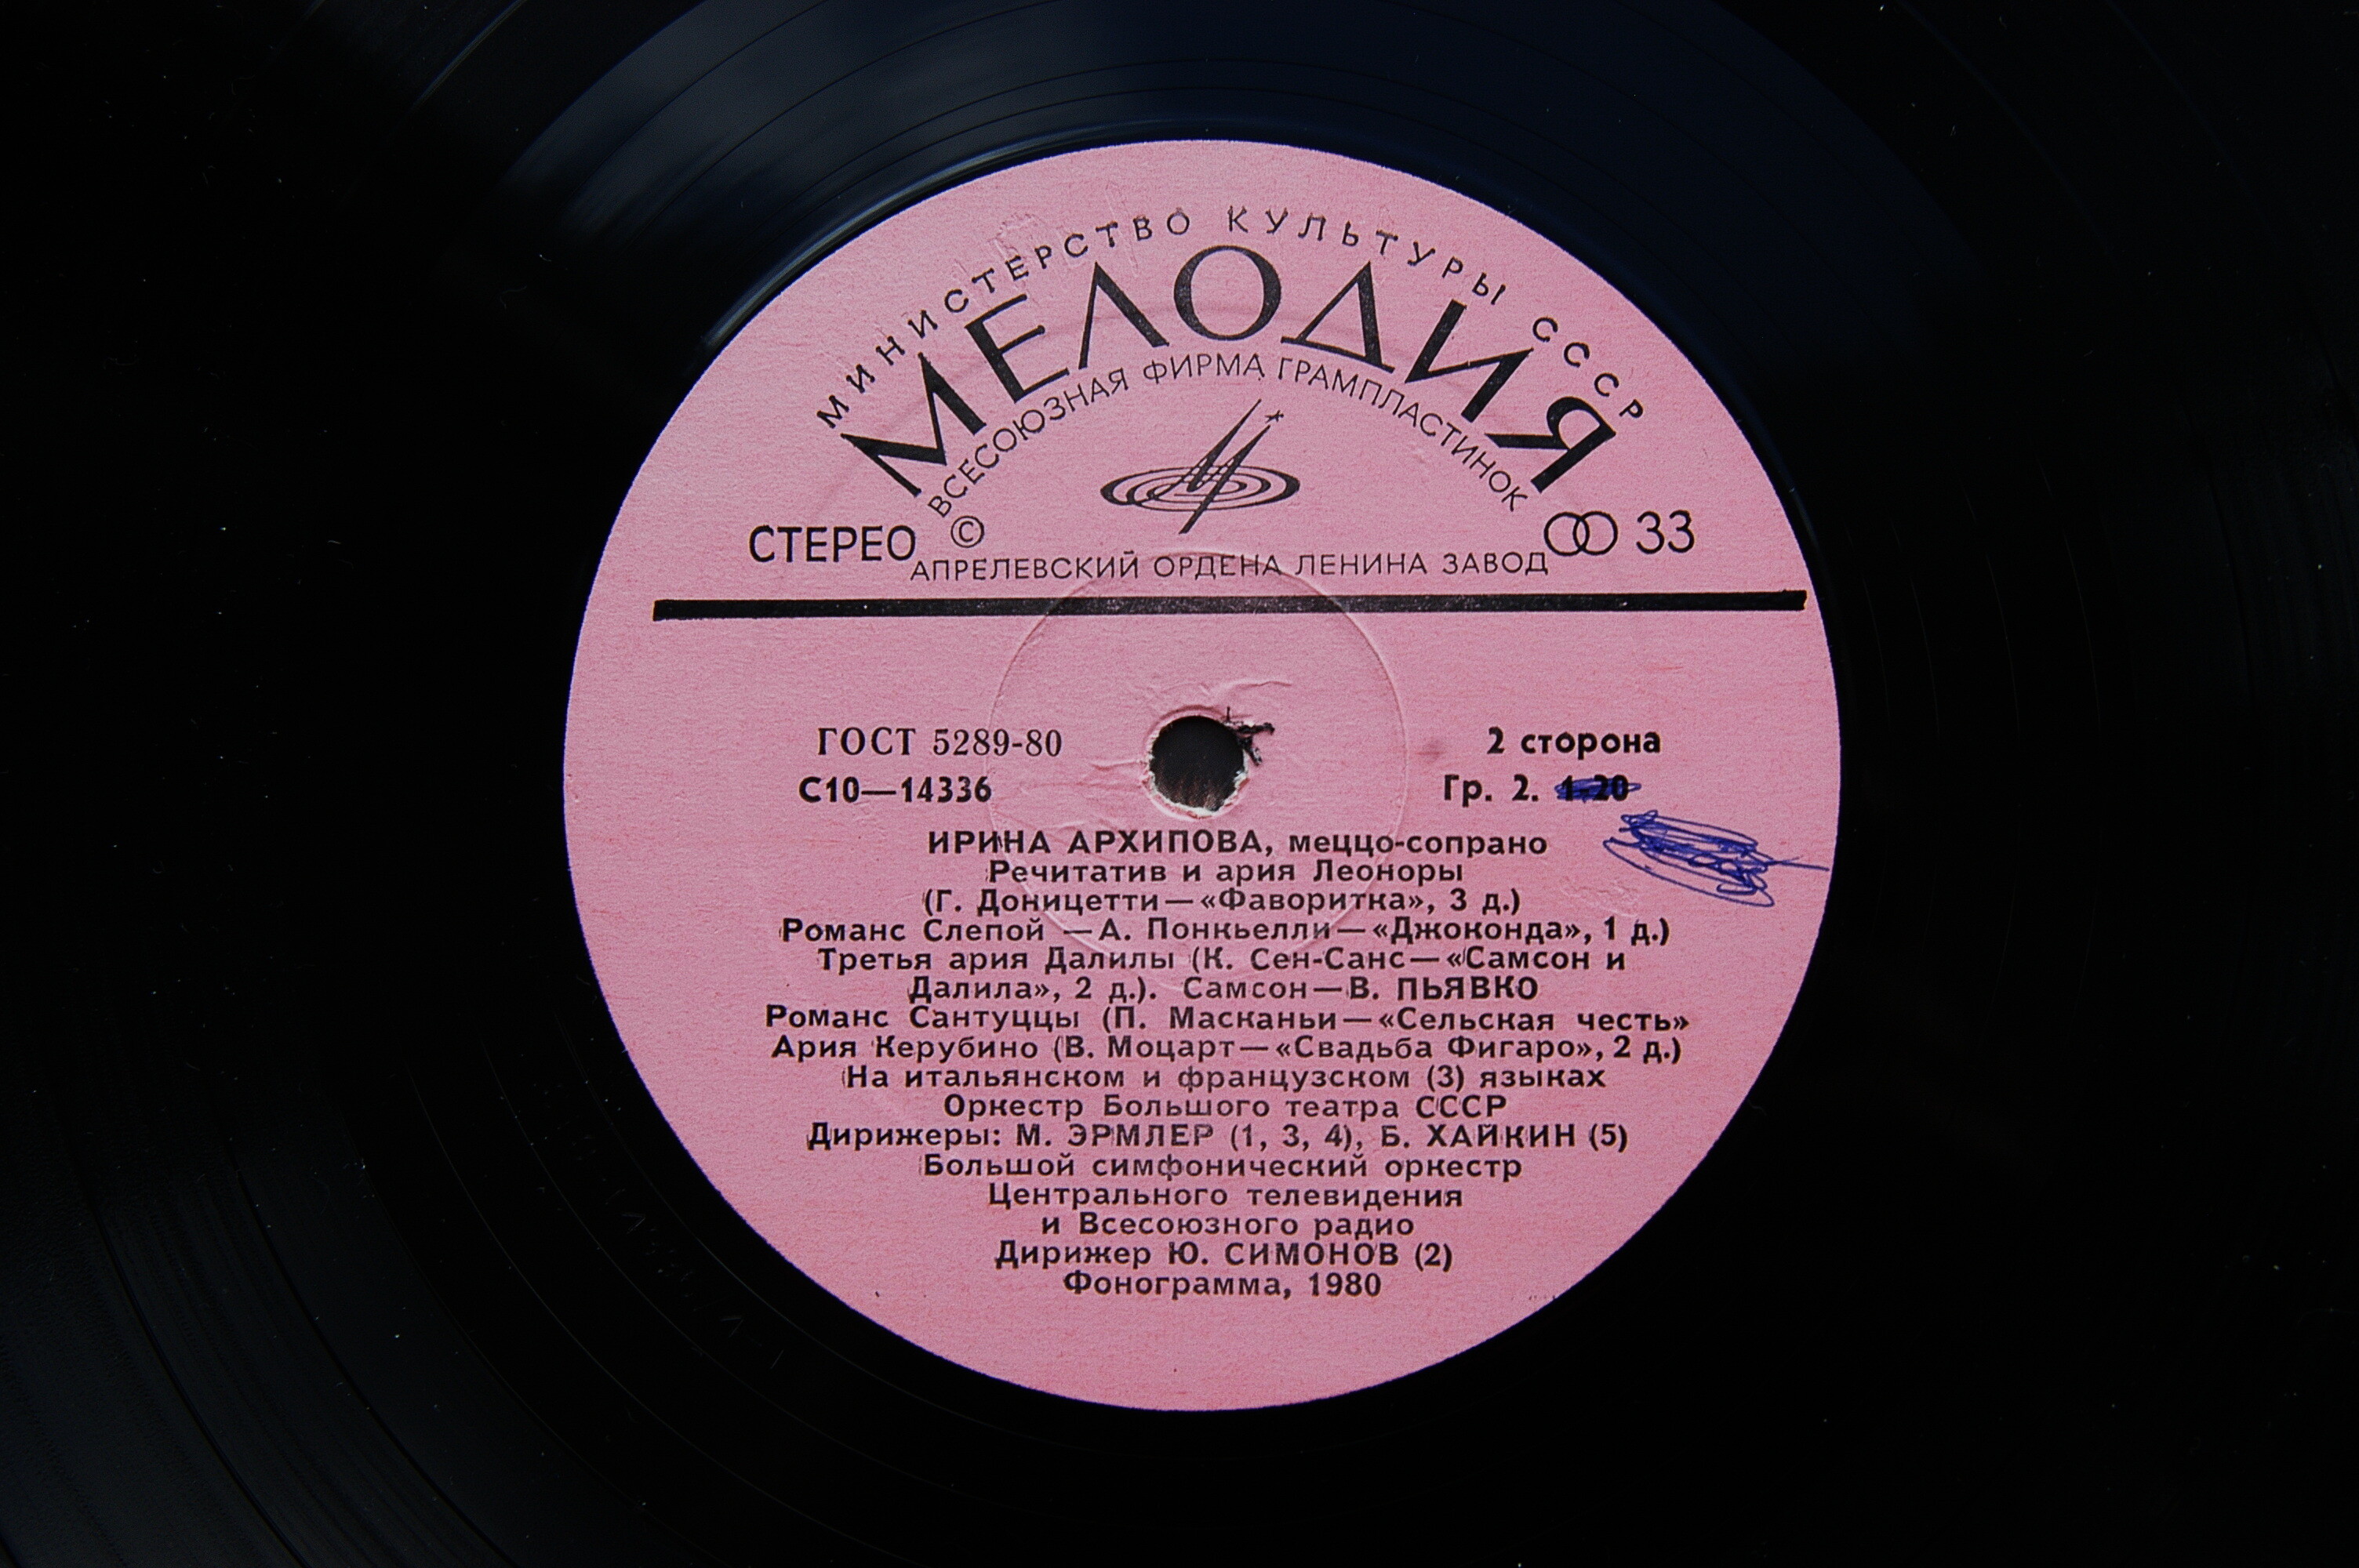 МИНИСТЕРСТВО КУЛЬТУРЫ СССР
МЕЛОДИЯ
ВСЕСОЮЗНАЯ ФИРМА ГРАМПЛАСТИНОК
СТЕРЕО © 33
АПРЕЛЕВСКИЙ ОРДЕНА ЛЕНИНА ЗАВОД
ГОСТ 5289-80 2 сторона
С10—14336 Гр. 2. 1-20
ИРИНА АРХИПОВА, меццо-сопрано
Речитатив и ария Леоноры
(Г. Доницетти—«Фаворитка», 3 д.)
Романс Слепой —А. Понкьелли—«Джоконда», 1 д.)
Третья ария Далилы (К. Сен-Санс—«Самсон и
Далила», 2 д.). Самсон—В. ПЬЯВКО
Романс Сантуццы (П. Масканьи—«Сельская честь»
Ария Керубино (В. Моцарт—«Свадьба Фигаро», 2 д.)
На итальянском и французском (3) языках
Оркестр Большого театра СССР
Дирижеры: М. ЭРМЛЕР (1, 3, 4), Б. ХАЙКИН (5)
Большой симфонический оркестр
Центрального телевидения
и Всесоюзного радио
Дирижер Ю. СИМОНОВ (2)
Фонограмма, 1980